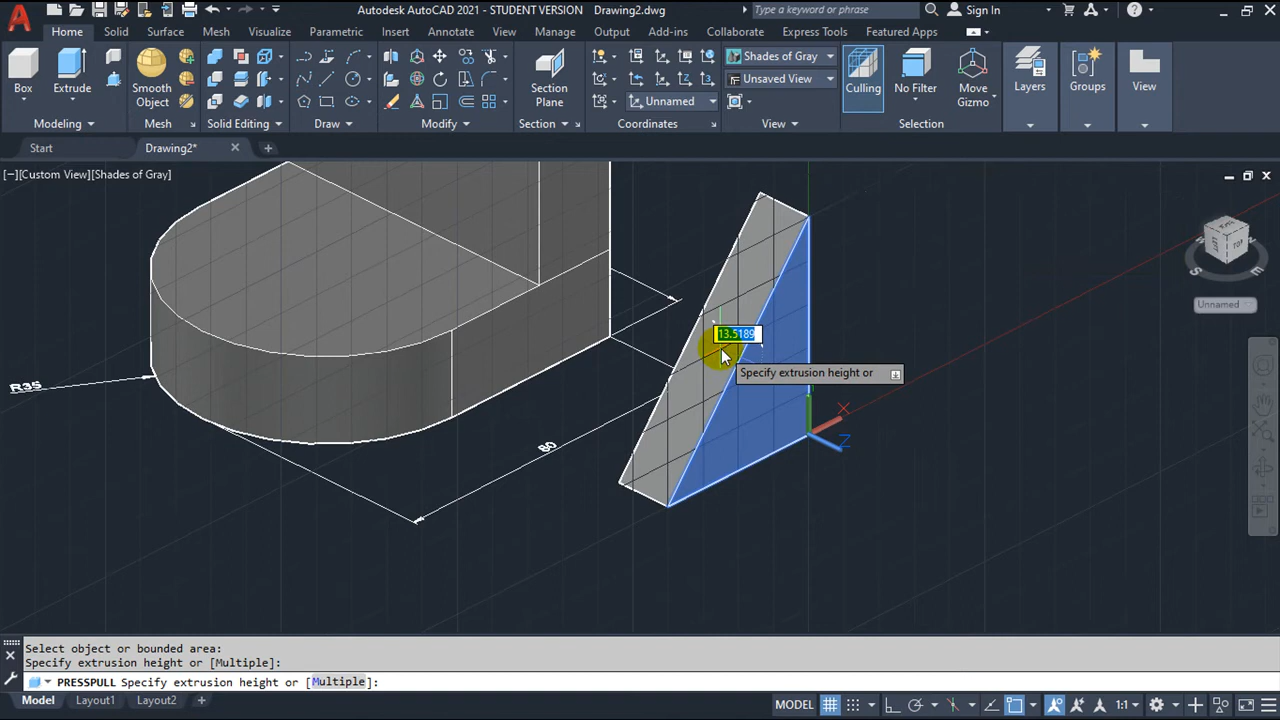 A Autodesk AutoCAD 2021 - STUDENT VERSION Drawing2.dwg Type a keyword or phrase Sign In
Home Solid Surface Mesh Visualize Parametric Insert Annotate View Manage Output Add-ins Collaborate Express Tools Featured Apps
Box Extrude Smooth Object Section Plane Unnamed Shades of Gray Unsaved View Culling No Filter Move Gizmo Layers Groups View
Modeling Mesh Solid Editing Draw Modify Section Coordinates View Selection
Start Drawing2*
[−][Custom View][Shades of Gray]
TOP
S E
Unnamed
13.5189
Specify extrusion height or
R35
X
Z
80
Select object or bounded area:
Specify extrusion height or [Multiple]:
PRESSPULL Specify extrusion height or [Multiple]:
Model Layout1 Layout2 + MODEL 1:1